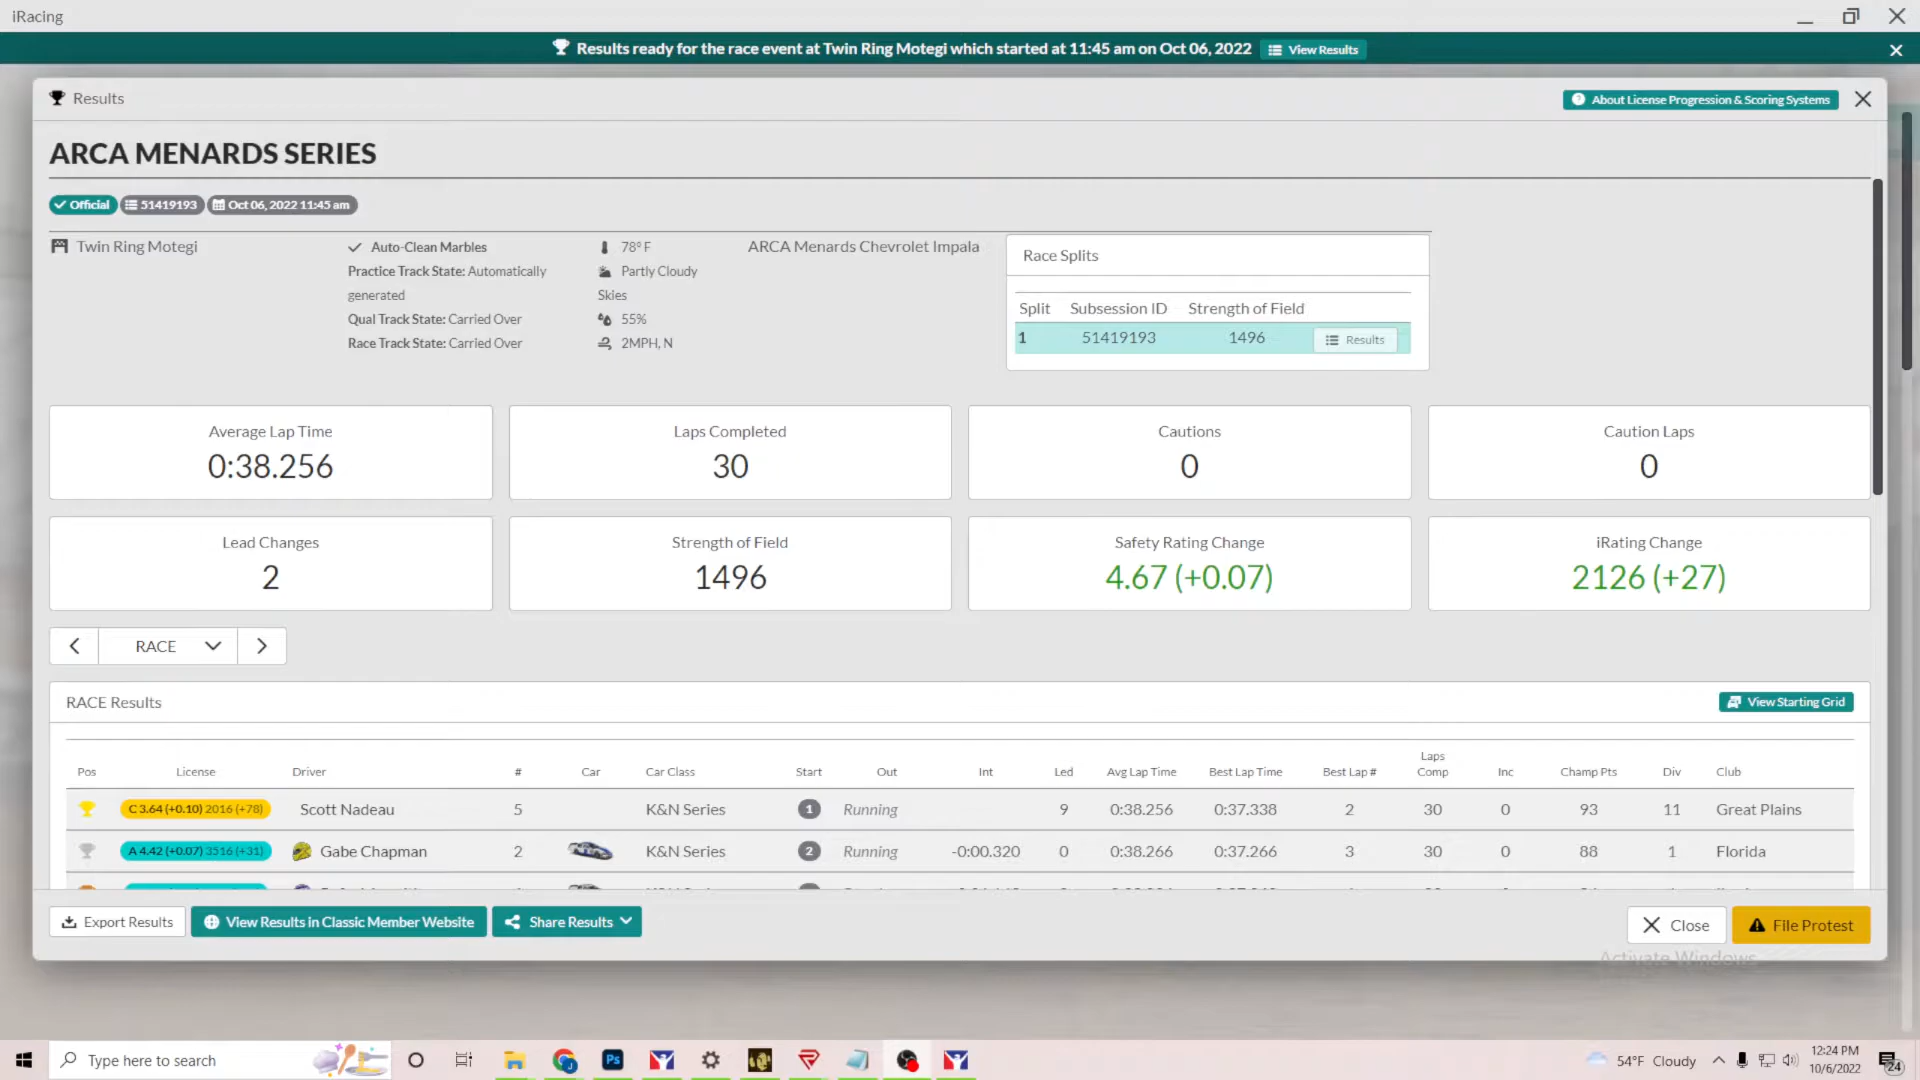 iRacing
Results ready for the race event at Twin Ring Motegi which started at 11:45 am on Oct 06, 2022 View Results
Results
About License Progression & Scoring Systems
ARCA MENARDS SERIES
Official 51419193 Oct 06, 2022 11:45 am
Twin Ring Motegi
Auto-Clean Marbles
Practice Track State: Automatically
generated
Qual Track State: Carried Over
Race Track State: Carried Over
78° F
Partly Cloudy
Skies
55%
2MPH, N
ARCA Menards Chevrolet Impala
Race Splits
Split Subsession ID Strength of Field
1 51419193 1496 Results
Average Lap Time
0:38.256
Laps Completed
30
Cautions
0
Caution Laps
0
Lead Changes
2
Strength of Field
1496
Safety Rating Change
4.67 (+0.07)
iRating Change
2126 (+27)
RACE
RACE Results
View Starting Grid
Pos License Driver # Car Car Class Start Out Int Led Avg Lap Time Best Lap Time Best Lap # Laps Comp Inc Champ Pts Div Club
C 3.64 (+0.10) 2016 (+78) Scott Nadeau 5 K&N Series 1 Running 9 0:38.256 0:37.338 2 30 0 93 11 Great Plains
A 4.42 (+0.07) 3516 (+31) Gabe Chapman 2 K&N Series 2 Running -0:00.320 0 0:38.266 0:37.266 3 30 0 88 1 Florida
Export Results
View Results in Classic Member Website
Share Results
Close
File Protest
Activate Windows
Type here to search
Ps
54°F Cloudy
12:24 PM
10/6/2022
24